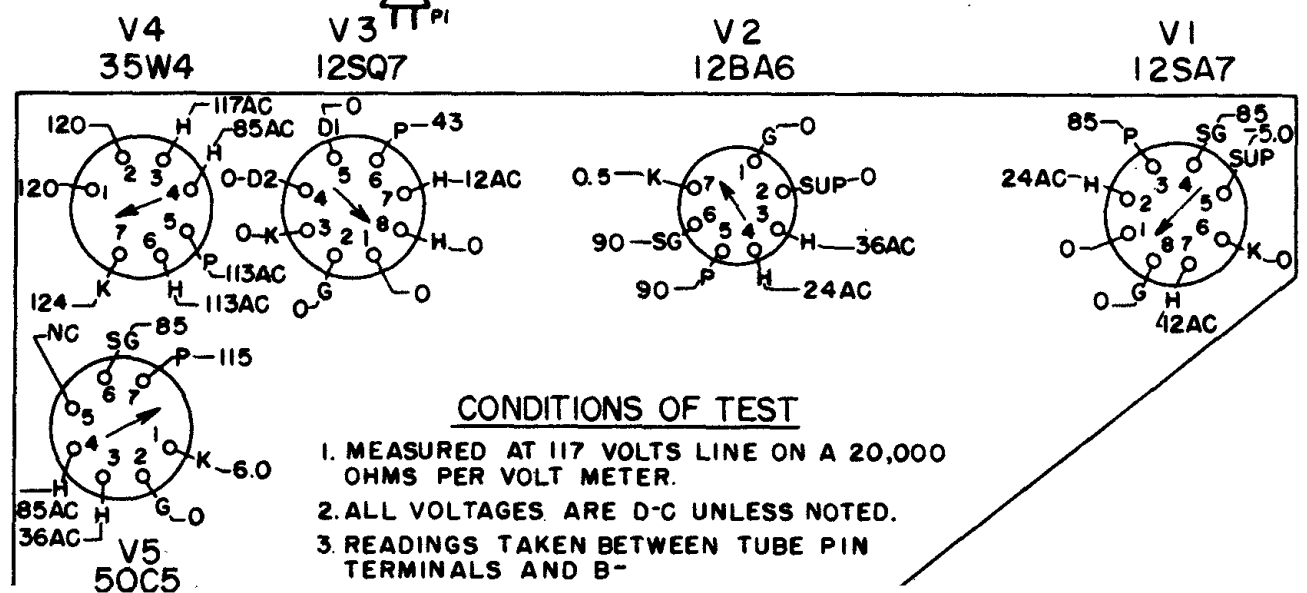 P1
V4
35W4
V3
12SQ7
V2
12BA6
V1
12SA7
117AC
H
85AC
H
120
120
1
2
3
4
5
6
7
P
113AC
H
113AC
K
124
0
D1
P-43
0-D2
H-12AC
0-K
H-0
G
0
0
1
2
3
4
5
6
7
8
G-0
SUP-0
0.5-K
H-36AC
90-SG
H-24AC
P
90
1
2
3
4
5
6
7
85
P
85
SG
-5.0
SUP
24AC-H
0
K-0
G
0
H
12AC
1
2
3
4
5
6
7
8
NC
SG-85
P-115
K-6.0
G-0
H
85AC
H
36AC
1
2
3
4
5
6
7
V5
50C5
CONDITIONS OF TEST
1. MEASURED AT 117 VOLTS LINE ON A 20,000
OHMS PER VOLT METER.
2. ALL VOLTAGES ARE D-C UNLESS NOTED.
3. READINGS TAKEN BETWEEN TUBE PIN
TERMINALS AND B-